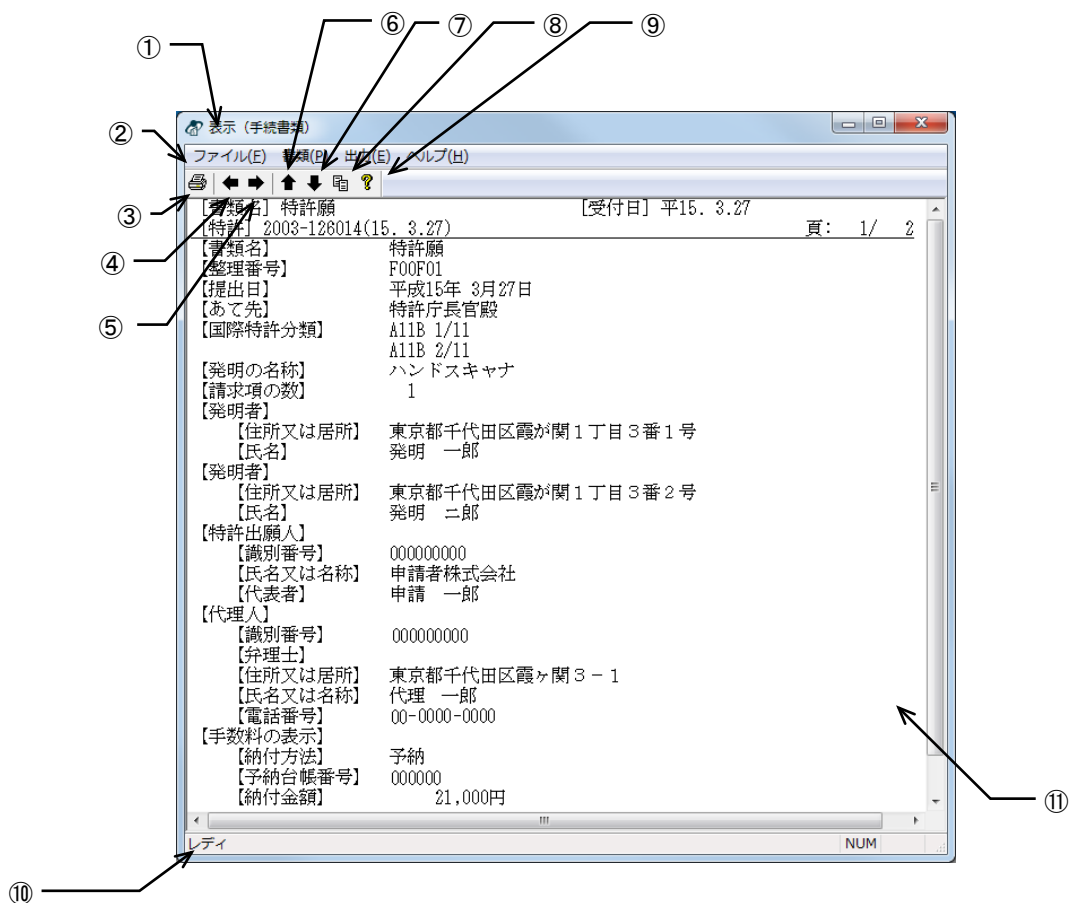 ⑥ ⑦ ⑧ ⑨
①
②
表示（手続書類）
ファイル(F) 書類(P) 出力(E) ヘルプ(H)
③
[書類名] 特許願 [受付日] 平15. 3.27
[特許] 2003-126014(15. 3.27) 頁: 1/ 2
④
⑤
【書類名】 特許願
【整理番号】 F00F01
【提出日】 平成15年 3月27日
【あて先】 特許庁長官殿
【国際特許分類】 A11B 1/11
A11B 2/11
【発明の名称】 ハンドスキャナ
【請求項の数】 1
【発明者】
【住所又は居所】 東京都千代田区霞が関１丁目３番１号
【氏名】 発明 一郎
【発明者】
【住所又は居所】 東京都千代田区霞が関１丁目３番２号
【氏名】 発明 二郎
【特許出願人】
【識別番号】 000000000
【氏名又は名称】 申請者株式会社
【代表者】 申請 一郎
【代理人】
【識別番号】 000000000
【弁理士】
【住所又は居所】 東京都千代田区霞ヶ関３－１
【氏名又は名称】 代理 一郎
【電話番号】 00-0000-0000
【手数料の表示】
【納付方法】 予納
【予納台帳番号】 000000
【納付金額】 21,000円
⑪
レディ NUM
⑩